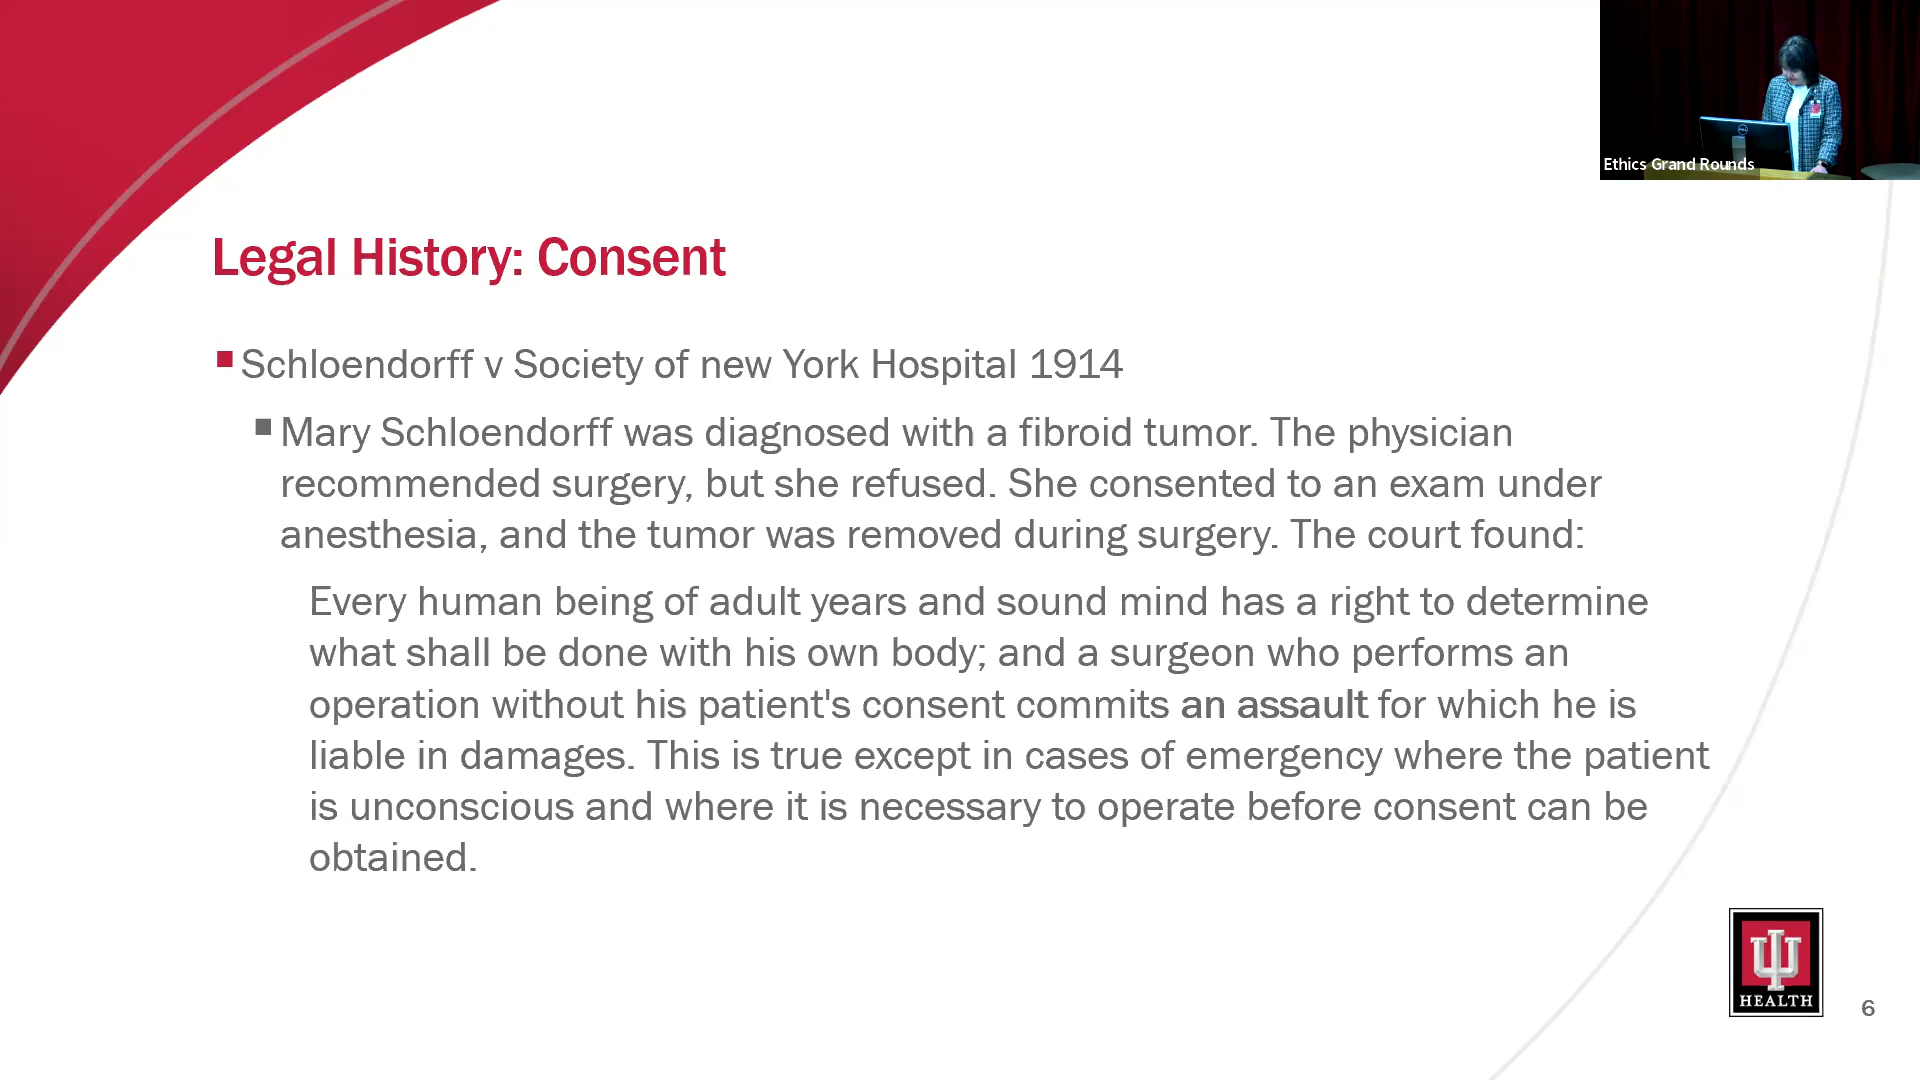 Ethics Grand Rounds
Legal History: Consent
Schloendorff v Society of new York Hospital 1914
Mary Schloendorff was diagnosed with a fibroid tumor. The physician
recommended surgery, but she refused. She consented to an exam under
anesthesia, and the tumor was removed during surgery. The court found:
Every human being of adult years and sound mind has a right to determine
what shall be done with his own body; and a surgeon who performs an
operation without his patient's consent commits an assault for which he is
liable in damages. This is true except in cases of emergency where the patient
is unconscious and where it is necessary to operate before consent can be
obtained.
HEALTH
6